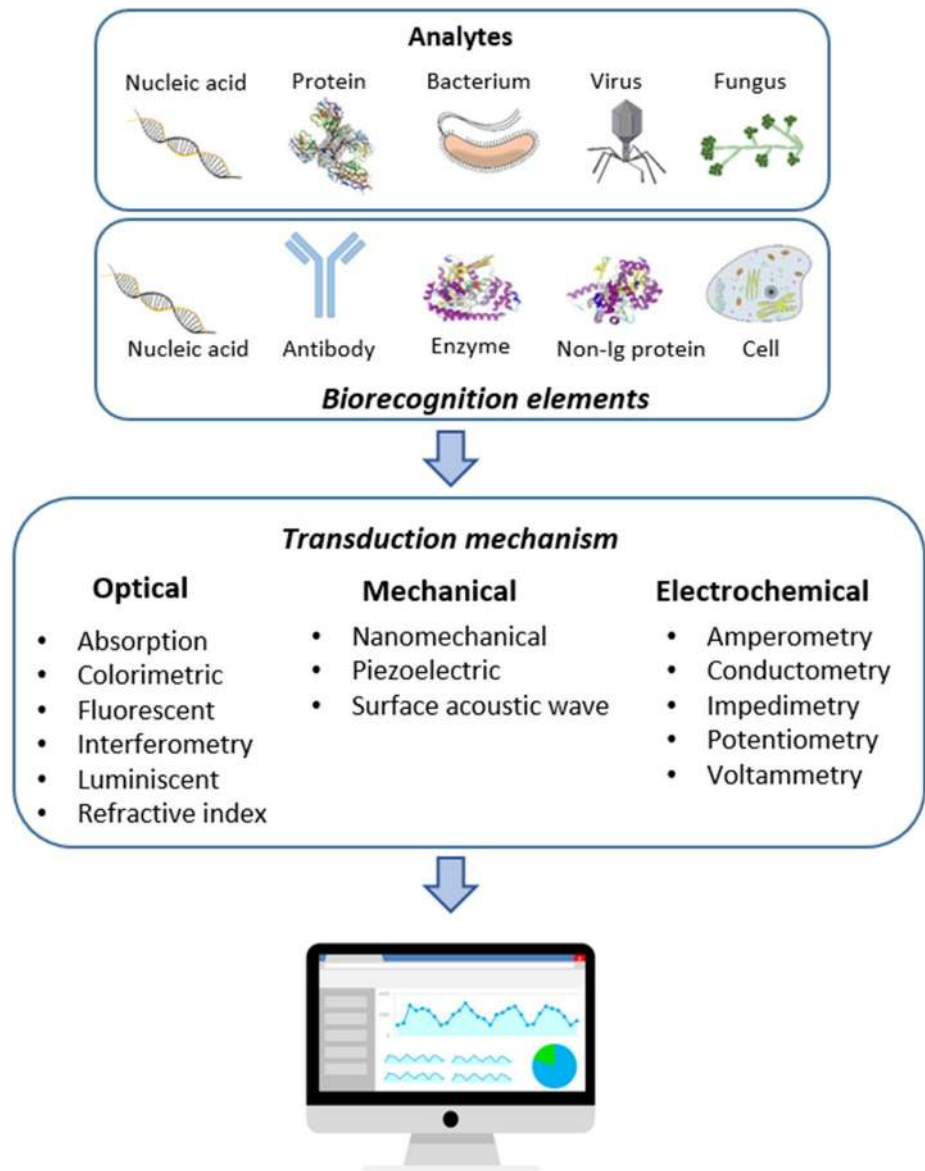 Analytes
Nucleic acid Protein Bacterium Virus Fungus
Nucleic acid Antibody Enzyme Non-Ig protein Cell
Biorecognition elements
Transduction mechanism
Optical
• Absorption
• Colorimetric
• Fluorescent
• Interferometry
• Luminiscent
• Refractive index
Mechanical
• Nanomechanical
• Piezoelectric
• Surface acoustic wave
Electrochemical
• Amperometry
• Conductometry
• Impedimetry
• Potentiometry
• Voltammetry